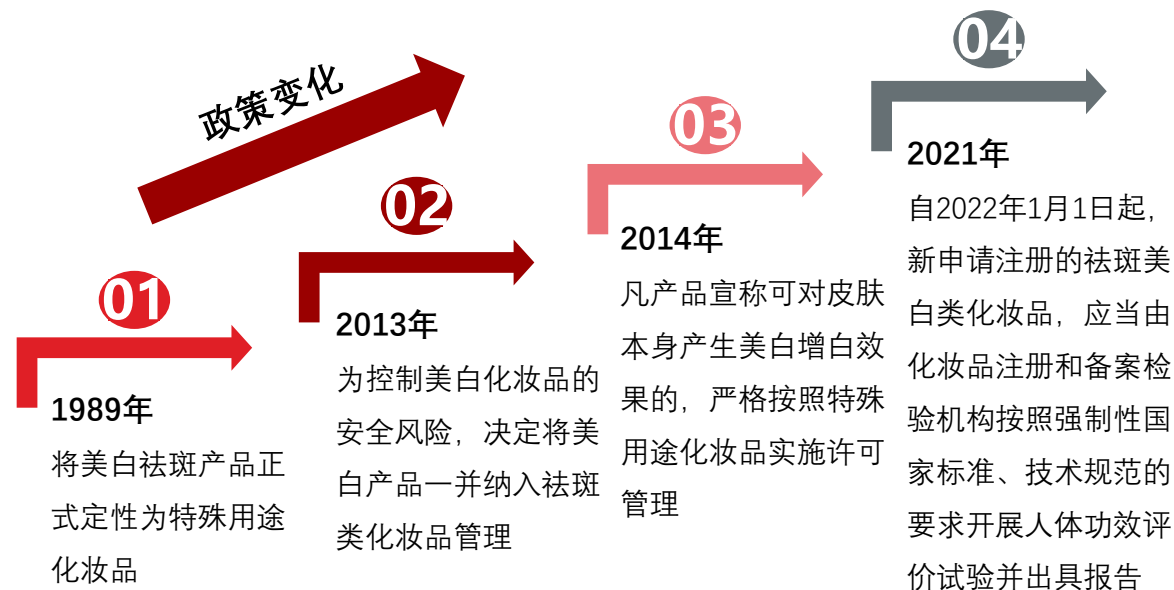 政策变化
01
1989年
将美白祛斑产品正
式定性为特殊用途
化妆品
02
2013年
为控制美白化妆品的
安全风险，决定将美
白产品一并纳入祛斑
类化妆品管理
03
2014年
凡产品宣称可对皮肤
本身产生美白增白效
果的，严格按照特殊
用途化妆品实施许可
管理
04
2021年
自2022年1月1日起，
新申请注册的祛斑美
白类化妆品，应当由
化妆品注册和备案检
验机构按照强制性国
家标准、技术规范的
要求开展人体功效评
价试验并出具报告